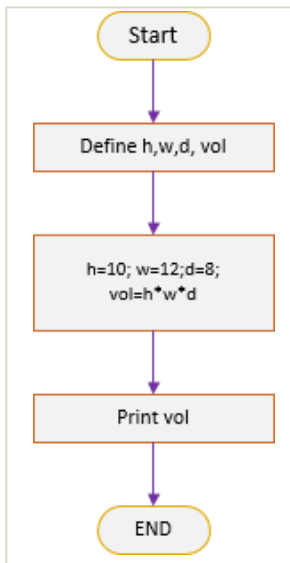 Start
Define h,w,d, vol
h=10; w=12;d=8;
vol=h*w*d
Print vol
END